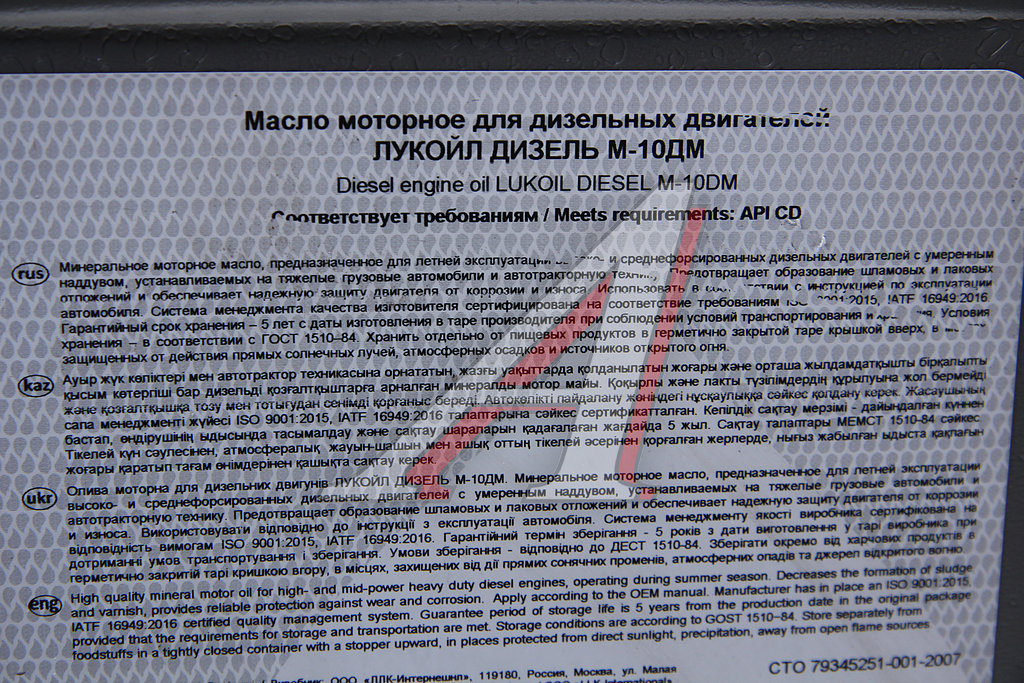 Масло моторное для дизельных двигателей
ЛУКОЙЛ ДИЗЕЛЬ М-10ДМ
Diesel engine oil LUKOIL DIESEL M-10DM
Соответствует требованиям / Meets requirements: API CD
rus
Минеральное моторное масло, предназначенное для летней эксплуатации и среднефорсированных дизельных двигателей с умеренным
наддувом, устанавливаемых на тяжелые грузовые автомобили и автотракторную технику. Предотвращает образование шламовых и лаковых
отложений и обеспечивает надежную защиту двигателя от коррозии и износа. Использовать в соответствии с инструкцией по эксплуатации
автомобиля. Система менеджмента качества изготовителя сертифицирована на соответствие требованиям ISO 9001:2015, IATF 16949:2016.
Гарантийный срок хранения – 5 лет с даты изготовления в таре производителя при соблюдении условий транспортирования и Условия
хранения – в соответствии с ГОСТ 1510–84. Хранить отдельно от пищевых продуктов в герметично закрытой таре крышкой вверх, в
защищенных от действия прямых солнечных лучей, атмосферных осадков и источников открытого огня.
kaz
Ауыр жүк көліктері мен автотрактор техникасына орнататын, жазғы уақытарда қолданылатын жоғары және орташа жылдамдатқышты бірқалыпты
қысым көтергіші бар дизельді қозғалтқыштарға арналған минералды мотор майы. Қоқырлы және лакты түзілімдердің құрылуына жол бермейді
және қозғалтқышқа тозу мен тотығудан сенімді қорғаныс береді. Автокөлікті пайдалану жөніндегі нұсқаулыққа сәйкес қолдану керек. Жасаушының
сапа менеджменті жүйесі ISO 9001:2015, IATF 16949:2016 талаптарына сәйкес сертификатталған. Кепілдік сақтау мерзімі - дайындалған күннен
бастап, өндірушінің ыдысында тасымалдау және сақтау шараларын қадағалаған жағдайда 5 жыл. Сақтау талаптары МЕМСТ 1510-84 сәйкес
Тікелей күн сәулесінен, атмосфералық жауын-шашын мен ашық оттың тікелей әсерінен қорғалған жерлерде, нығыз жабылған ыдыста қақпағын
жоғары қаратып тағам өнімдерінен қашықта сақтау керек.
ukr
Олива моторна для дизельних двигунів ЛУКОЙЛ ДИЗЕЛЬ М-10ДМ. Минеральное моторное масло, предназначенное для летней эксплуатации
высоко- и среднефорсированных дизельных двигателей с умеренным наддувом, устанавливаемых на тяжелые грузовые автомобили и
автотракторную технику. Предотвращает образование шламовых и лаковых отложений и обеспечивает надежную защиту двигателя от коррозии
и износа. Використовувати відповідно до інструкції з експлуатації автомобіля. Система менеджменту якості виробника сертифікована на
відповідність вимогам ISO 9001:2015, IATF 16949:2016. Гарантійний термін зберігання - 5 років з дати виготовлення у тарі виробника при
дотриманні умов транспортування і зберігання. Умови зберігання - відповідно до ДЕСТ 1510-84. Зберігати окремо від харчових продуктів в
герметично закритій тарі кришкою вгору, в місцях, захищених від дії прямих сонячних променів, атмосферних опадів та джерел відкритого вогню.
eng
High quality mineral motor oil for high- and mid-power heavy duty diesel engines, operating during summer season. Decreases the formation of sludge
and varnish, provides reliable protection against wear and corrosion. Apply according to the OEM manual. Manufacturer has in place an ISO 9001:2015,
IATF 16949:2016 certified quality management system. Guarantee period of storage life is 5 years from the production date in the original package
provided that the requirements for storage and transportation are met. Storage conditions are according to GOST 1510–84. Store separately from
foodstuffs in a tightly closed container with a stopper upward, in places protected from direct sunlight, precipitation, away from open flame sources
СТО 79345251-001-2007
ООО «ЛЛК-Интернешнл», 119180, Россия, Москва, ул. Малая